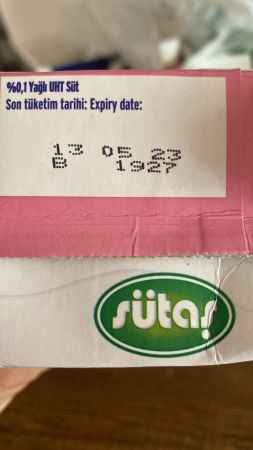 %0,1 Yağlı UHT Süt
Son tüketim tarihi: Expiry date:
13 05 23
B 1927
sütaş